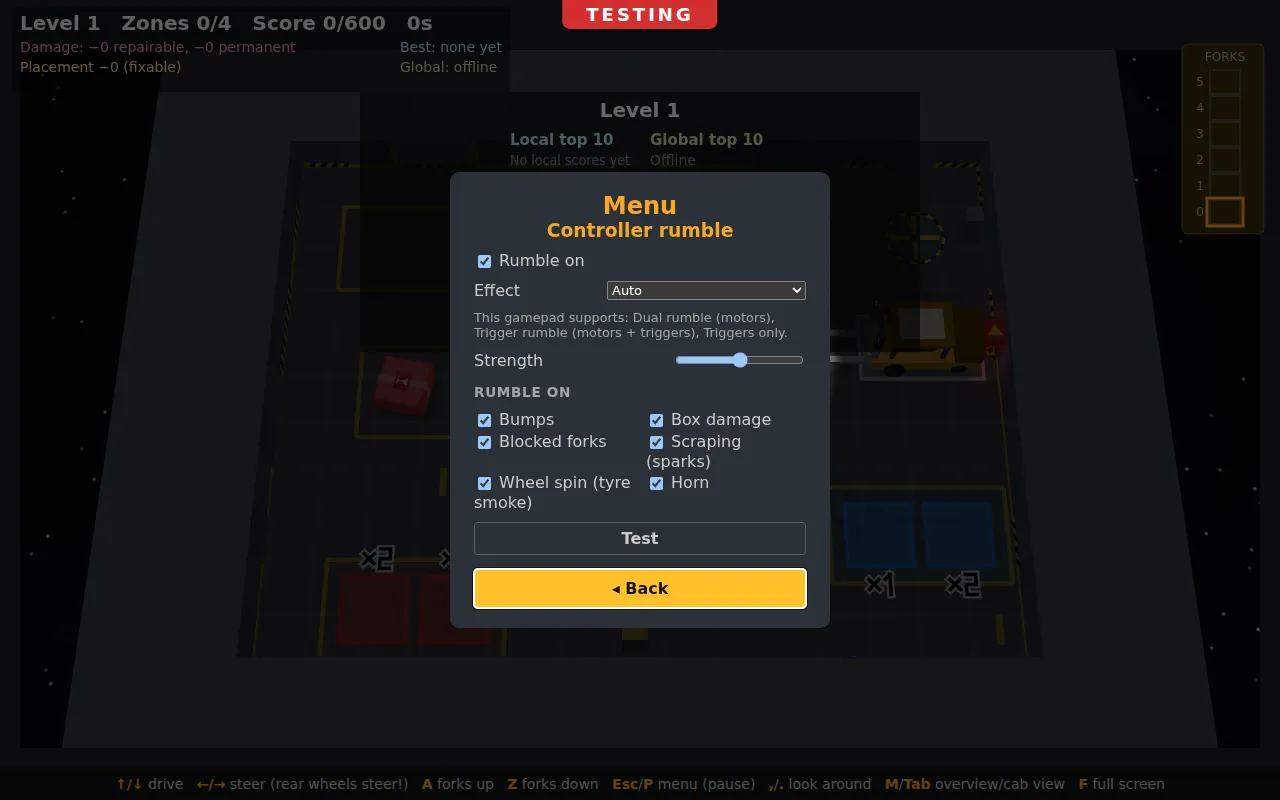 TESTING
Level 1 Zones 0/4 Score 0/600 0s
Damage: −0 repairable, −0 permanent
Best: none yet
Placement −0 (fixable)
Global: offline
FORKS
5
4
3
2
1
0
Level 1
Local top 10 Global top 10
No local scores yet Offline
Menu
Controller rumble
Rumble on
Effect Auto
This gamepad supports: Dual rumble (motors),
Trigger rumble (motors + triggers), Triggers only.
Strength
RUMBLE ON
Bumps Box damage
Blocked forks Scraping
(sparks)
Wheel spin (tyre Horn
smoke)
Test
◂ Back
×2
×1 ×2
↑/↓ drive ←/→ steer (rear wheels steer!) A forks up Z forks down Esc/P menu (pause) ,/. look around M/Tab overview/cab view F full screen